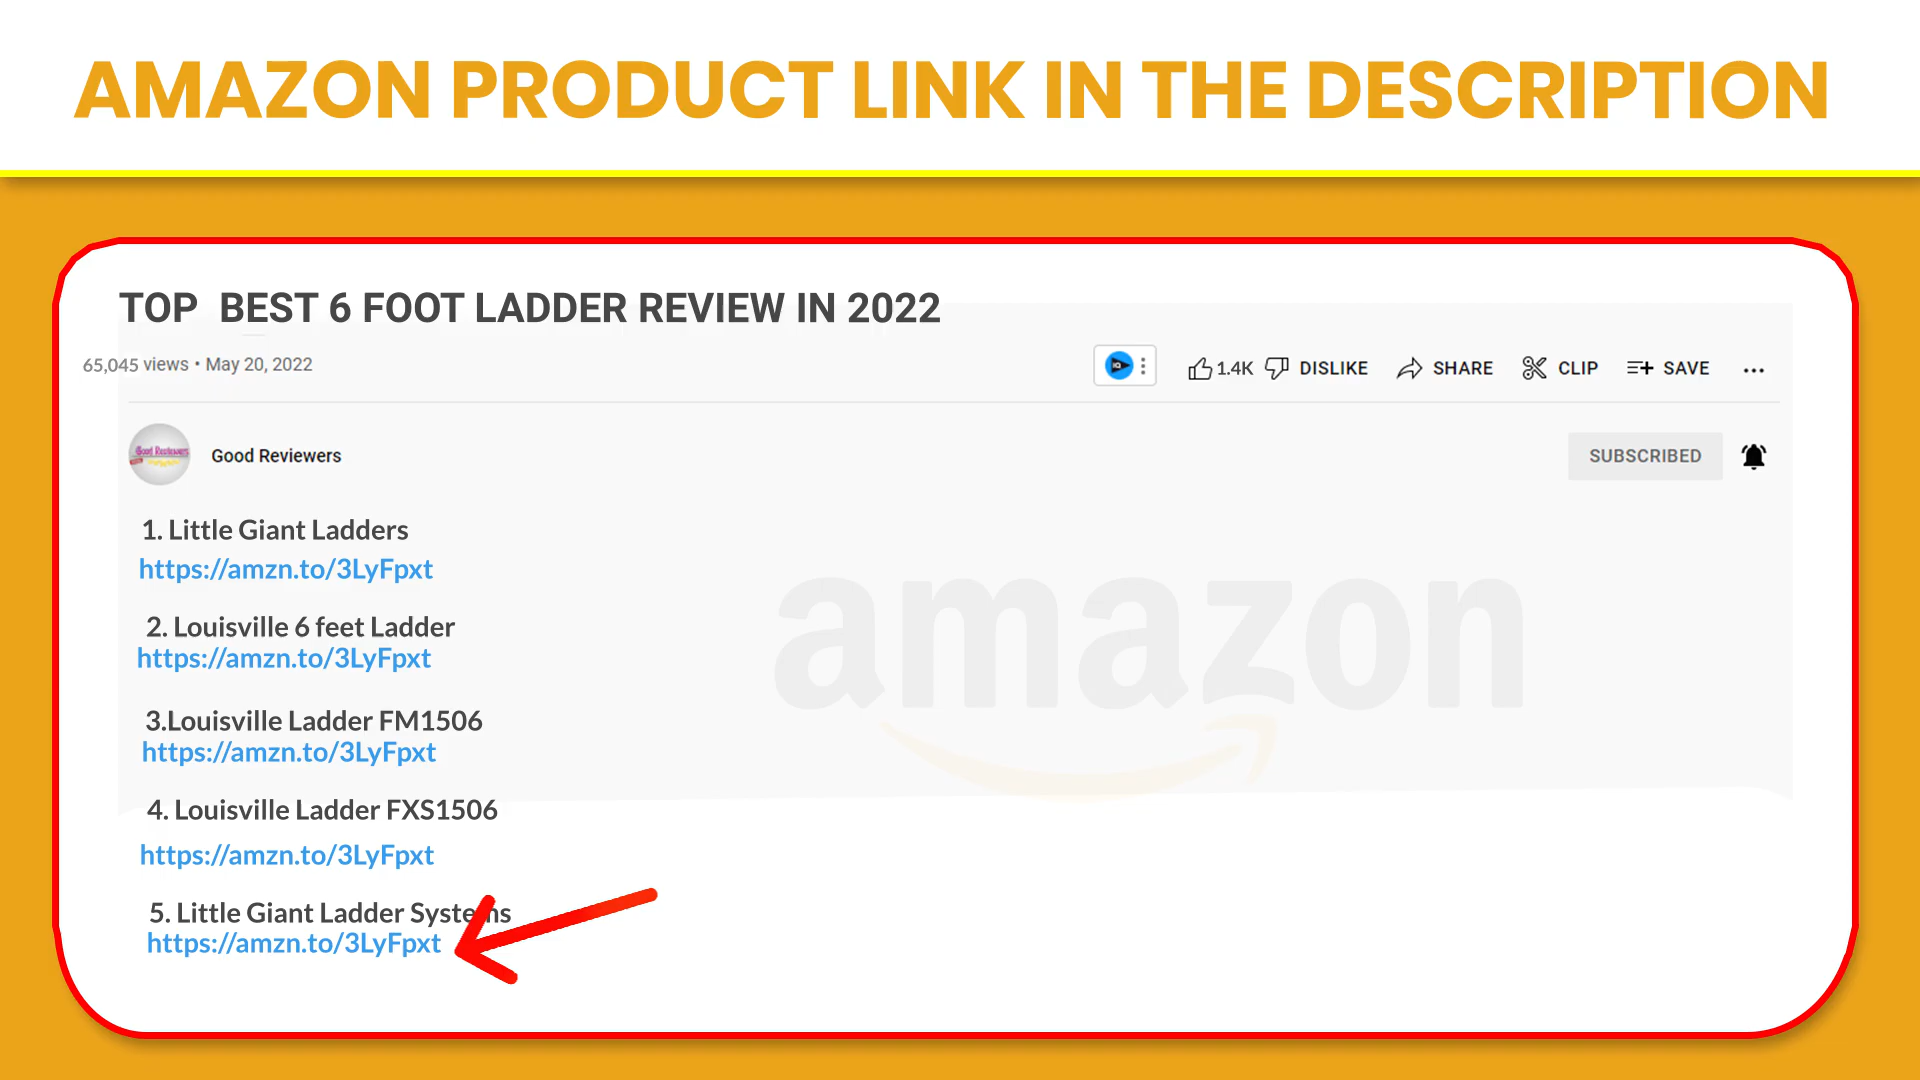 AMAZON PRODUCT LINK IN THE DESCRIPTION
TOP BEST 6 FOOT LADDER REVIEW IN 2022
65,045 views • May 20, 2022
1.4K DISLIKE SHARE CLIP SAVE ...
Good Reviewers
Good Reviewers
SUBSCRIBED
1. Little Giant Ladders
https://amzn.to/3LyFpxt
2. Louisville 6 feet Ladder
https://amzn.to/3LyFpxt
3.Louisville Ladder FM1506
https://amzn.to/3LyFpxt
4. Louisville Ladder FXS1506
https://amzn.to/3LyFpxt
5. Little Giant Ladder Systems
https://amzn.to/3LyFpxt
amazon